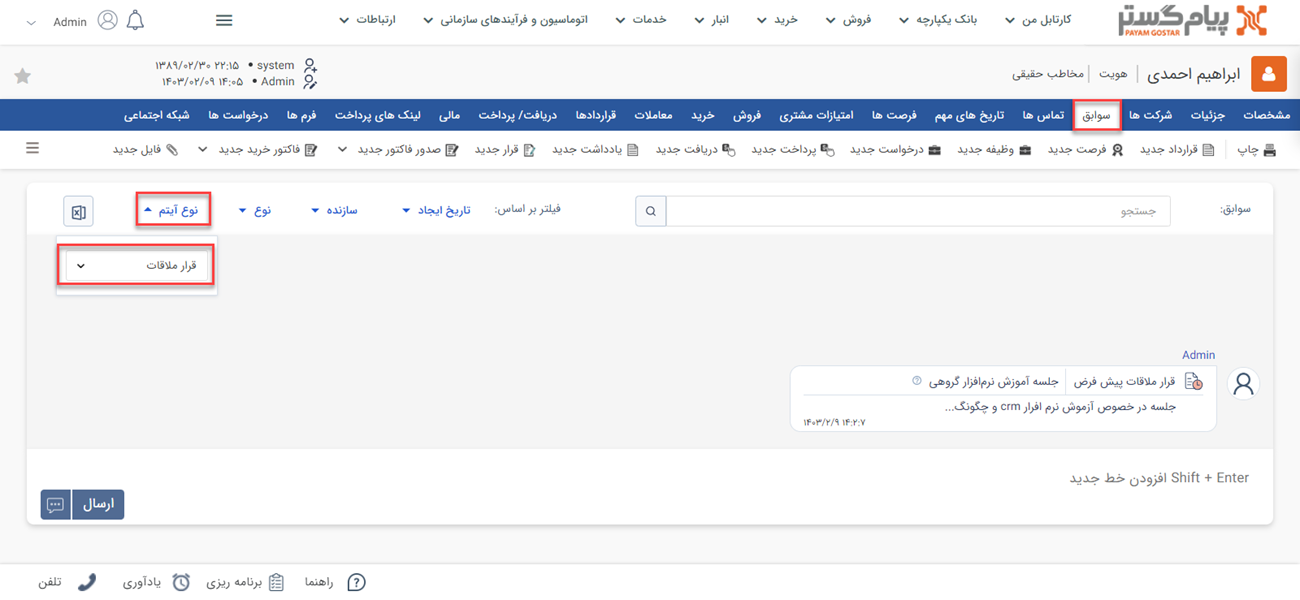 پیام‌گستر
PAYAM GOSTAR
کارتابل من بانک یکپارچه فروش خرید انبار خدمات اتوماسیون و فرآیندهای سازمانی ارتباطات
Admin
ابراهیم احمدی | هویت | مخاطب حقیقی
system • ۱۳۸۹/۰۲/۳۰ ۲۲:۱۵
Admin • ۱۴۰۳/۰۲/۰۹ ۱۴:۰۵
مشخصات جزئیات شرکت ها سوابق تماس ها تاریخ های مهم فرصت ها امتیازات مشتری فروش خرید معاملات قراردادها دریافت/ پرداخت مالی لینک های پرداخت فرم ها درخواست ها شبکه اجتماعی
چاپ قرارداد جدید فرصت جدید وظیفه جدید درخواست جدید پرداخت جدید دریافت جدید یادداشت جدید قرار جدید صدور فاکتور جدید فاکتور خرید جدید فایل جدید
سوابق: جستجو فیلتر بر اساس: تاریخ ایجاد سازنده نوع نوع آیتم
قرار ملاقات
Admin
قرار ملاقات پیش فرض | جلسه آموزش نرم‌افزار گروهی
جلسه در خصوص آزموش نرم افرار crm و چگونگ...
۱۴۰۳/۲/۹ ۱۴:۲:۷
Shift + Enter افزودن خط جدید
ارسال
راهنما برنامه ریزی یادآوری تلفن